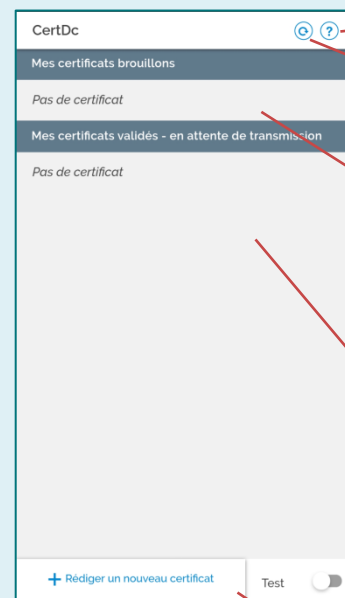 CertDc ?
Mes certificats brouillons
Pas de certificat
Mes certificats validés - en attente de transmission
Pas de certificat
+ Rédiger un nouveau certificat Test